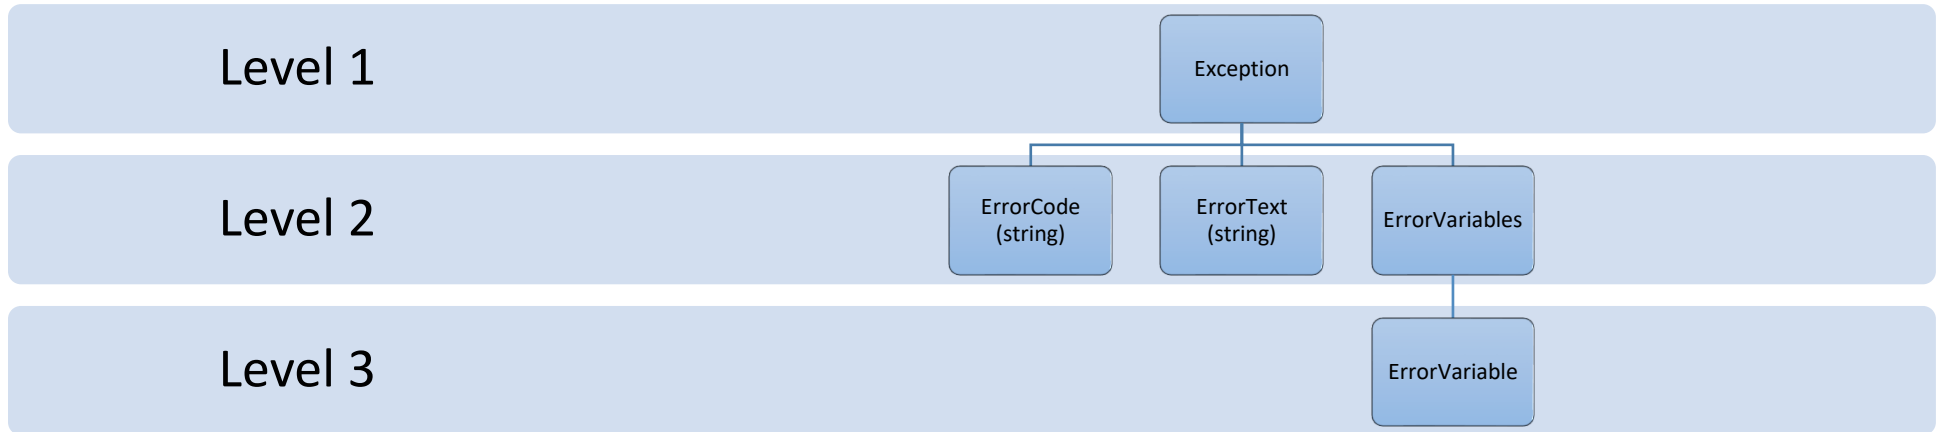 Level 1
Exception
Level 2
ErrorCode
(string)
ErrorText
(string)
ErrorVariables
Level 3
ErrorVariable